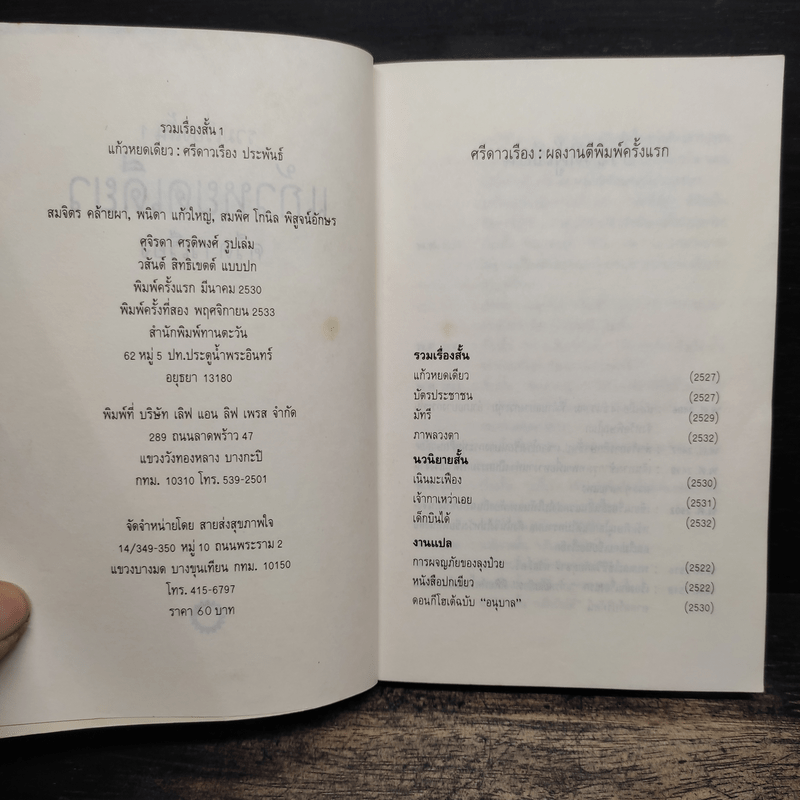 รวมเรื่องสั้น 1
แก้วหยดเดียว : ศรีดาวเรือง ประพันธ์
สมจิตร คล้ายผา, พนิดา แก้วใหญ่, สมพิศ โกนิล พิสูจน์อักษร
ศุจิรดา ศรุติพงศ์ รูปเล่ม
วสันต์ สิทธิเขตต์ แบบปก
พิมพ์ครั้งแรก มีนาคม 2530
พิมพ์ครั้งที่สอง พฤศจิกายน 2533
สำนักพิมพ์ทานตะวัน
62 หมู่ 5 ปท.ประตูน้ำพระอินทร์
อยุธยา 13180
พิมพ์ที่ บริษัท เลิฟ แอน ลิฟ เพรส จำกัด
289 ถนนลาดพร้าว 47
แขวงวังทองหลาง บางกะปิ
กทม. 10310 โทร. 539-2501
จัดจำหน่ายโดย สายส่งสุขภาพใจ
14/349-350 หมู่ 10 ถนนพระราม 2
แขวงบางมด บางขุนเทียน กทม. 10150
โทร. 415-6797
ราคา 60 บาท
ศรีดาวเรือง : ผลงานตีพิมพ์ครั้งแรก
รวมเรื่องสั้น
แก้วหยดเดียว (2527)
บัตรประชาชน (2527)
มัทรี (2529)
ภาพลวงตา (2532)
นวนิยายสั้น
เนินมะเฟือง (2530)
เจ้ากาเหว่าเอย (2531)
เด็กบินได้ (2532)
งานแปล
การผจญภัยของลุงป๋วย (2522)
หนังสือปกเขียว (2522)
ดอนกีโฮเต้ฉบับ “อนุบาล” (2530)